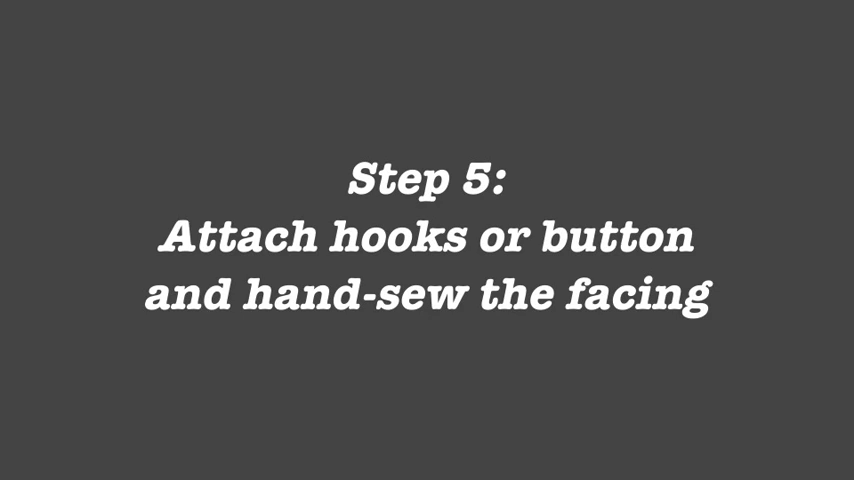 Step 5:
Attach hooks or button
and hand-sew the facing